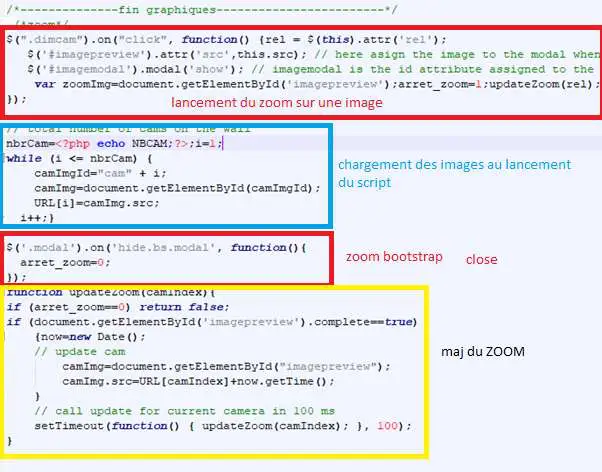 /*---------------fin graphiques-------------------------*/
/*zoom*/
$(".dimcam").on("click", function() {rel = $(this).attr('rel');
$('#imagepreview').attr('src',this.src); // here asign the image to the modal when
$('#imagemodal').modal('show'); // imagemodal is the id attribute assigned to the
var zoomImg=document.getElementById('imagepreview');arret_zoom=1;updateZoom(rel);
});
lancement du zoom sur une image
// total number of cams on the wall
nbrCam=<?php echo NBCAM;?>;i=1;
while (i <= nbrCam) {
camImgId="cam" + i;
camImg=document.getElementById(camImgId);
URL[i]=camImg.src;
i++;}
chargement des images au lancement
du script
$('.modal').on('hide.bs.modal', function(){
arret_zoom=0;
});
zoom bootstrap close
function updateZoom(camIndex){
if (arret_zoom==0) return false;
if (document.getElementById('imagepreview').complete==true)
{now=new Date();
// update cam
camImg=document.getElementById("imagepreview");
camImg.src=URL[camIndex]+now.getTime();
}
// call update for current camera in 100 ms
setTimeout(function() { updateZoom(camIndex); }, 100);
}
maj du ZOOM